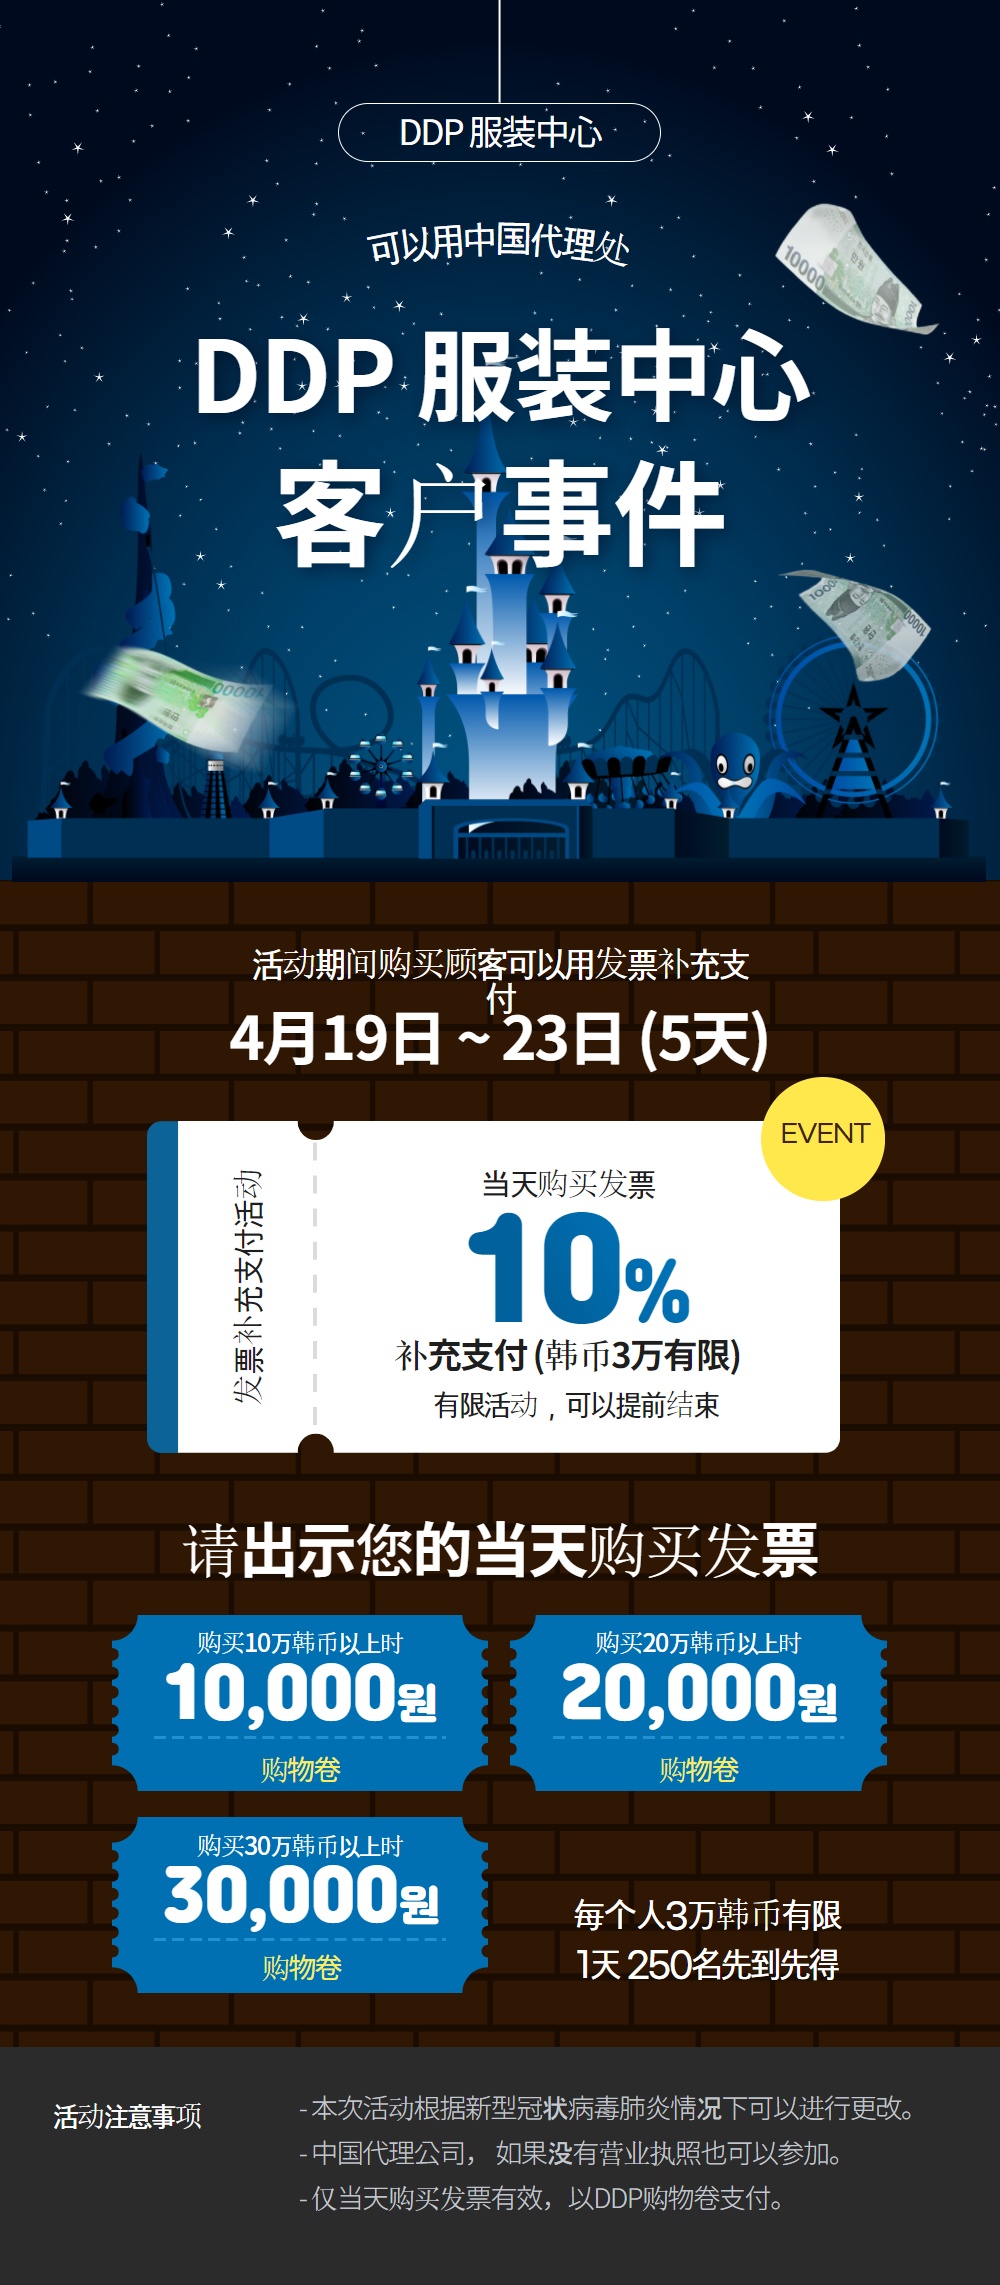 DDP 服装中心
可以用中国代理处
DDP 服装中心
客户事件
10000
10000
10000
10000
活动期间购买顾客可以用发票补充支
付
4月19日 ~ 23日 (5天)
EVENT
发票补充支付活动
当天购买发票
10%
补充支付 (韩币3万有限)
有限活动，可以提前结束
请出示您的当天购买发票
购买10万韩币以上时
10,000원
购物卷
购买20万韩币以上时
20,000원
购物卷
购买30万韩币以上时
30,000원
购物卷
每个人3万韩币有限
1天 250名先到先得
活动注意事项
- 本次活动根据新型冠状病毒肺炎情况下可以进行更改。
- 中国代理公司， 如果没有营业执照也可以参加。
- 仅当天购买发票有效，以DDP购物卷支付。